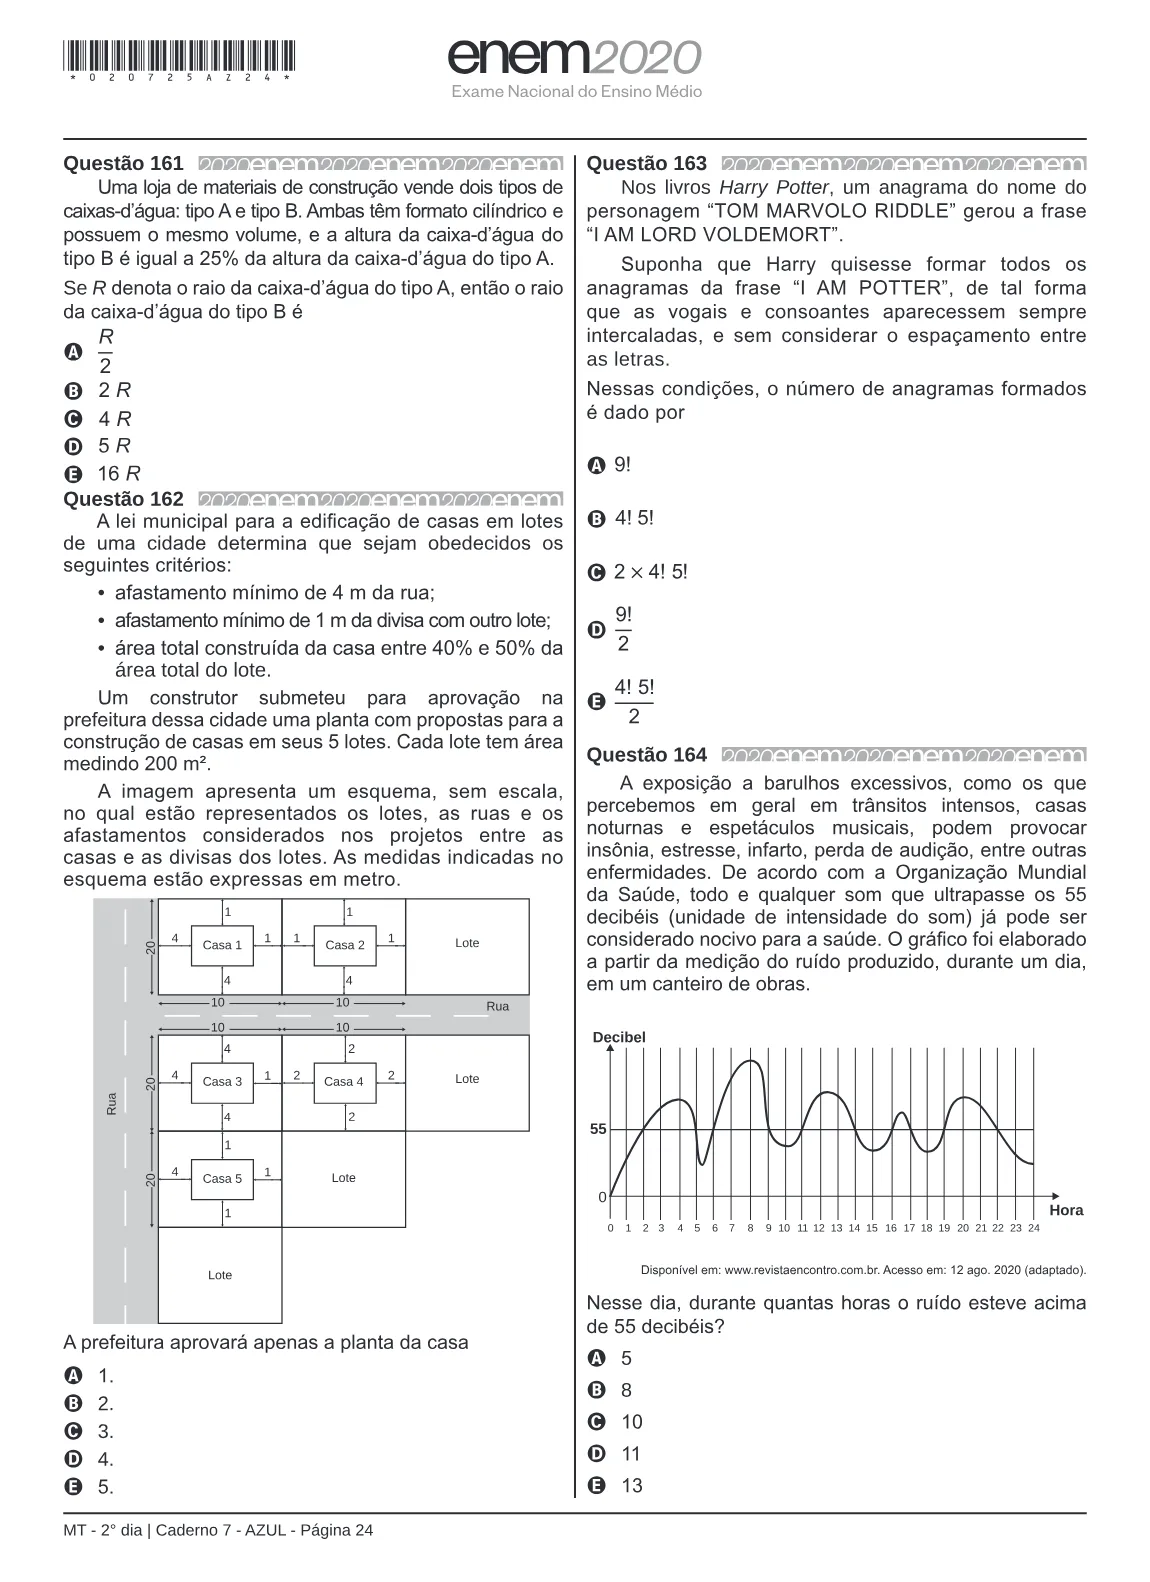 *020725AZ24*
enem2020
Exame Nacional do Ensino Médio
Questão 161 2020enem2020enem2020enem
Uma loja de materiais de construção vende dois tipos de
caixas-d’água: tipo A e tipo B. Ambas têm formato cilíndrico e
possuem o mesmo volume, e a altura da caixa-d’água do
tipo B é igual a 25% da altura da caixa-d’água do tipo A.
Se R denota o raio da caixa-d’água do tipo A, então o raio
da caixa-d’água do tipo B é
A R/2
B 2 R
C 4 R
D 5 R
E 16 R
Questão 162 2020enem2020enem2020enem
A lei municipal para a edificação de casas em lotes
de uma cidade determina que sejam obedecidos os
seguintes critérios:
• afastamento mínimo de 4 m da rua;
• afastamento mínimo de 1 m da divisa com outro lote;
• área total construída da casa entre 40% e 50% da
área total do lote.
Um construtor submeteu para aprovação na
prefeitura dessa cidade uma planta com propostas para a
construção de casas em seus 5 lotes. Cada lote tem área
medindo 200 m².
A imagem apresenta um esquema, sem escala,
no qual estão representados os lotes, as ruas e os
afastamentos considerados nos projetos entre as
casas e as divisas dos lotes. As medidas indicadas no
esquema estão expressas em metro.
1 1
20 4 Casa 1 1 1 Casa 2 1 Lote
4 4
10 10 Rua
10 10
4 2
20 4 Casa 3 1 2 Casa 4 2 Lote
Rua
4 2
1
20 4 Casa 5 1 Lote
1
Lote
A prefeitura aprovará apenas a planta da casa
A 1.
B 2.
C 3.
D 4.
E 5.
Questão 163 2020enem2020enem2020enem
Nos livros Harry Potter, um anagrama do nome do
personagem “TOM MARVOLO RIDDLE” gerou a frase
“I AM LORD VOLDEMORT”.
Suponha que Harry quisesse formar todos os
anagramas da frase “I AM POTTER”, de tal forma
que as vogais e consoantes aparecessem sempre
intercaladas, e sem considerar o espaçamento entre
as letras.
Nessas condições, o número de anagramas formados
é dado por
A 9!
B 4! 5!
C 2 × 4! 5!
D 9!/2
E 4! 5!/2
Questão 164 2020enem2020enem2020enem
A exposição a barulhos excessivos, como os que
percebemos em geral em trânsitos intensos, casas
noturnas e espetáculos musicais, podem provocar
insônia, estresse, infarto, perda de audição, entre outras
enfermidades. De acordo com a Organização Mundial
da Saúde, todo e qualquer som que ultrapasse os 55
decibéis (unidade de intensidade do som) já pode ser
considerado nocivo para a saúde. O gráfico foi elaborado
a partir da medição do ruído produzido, durante um dia,
em um canteiro de obras.
Decibel
55
0
Hora
0 1 2 3 4 5 6 7 8 9 10 11 12 13 14 15 16 17 18 19 20 21 22 23 24
Disponível em: www.revistaencontro.com.br. Acesso em: 12 ago. 2020 (adaptado).
Nesse dia, durante quantas horas o ruído esteve acima
de 55 decibéis?
A 5
B 8
C 10
D 11
E 13
MT - 2° dia | Caderno 7 - AZUL - Página 24